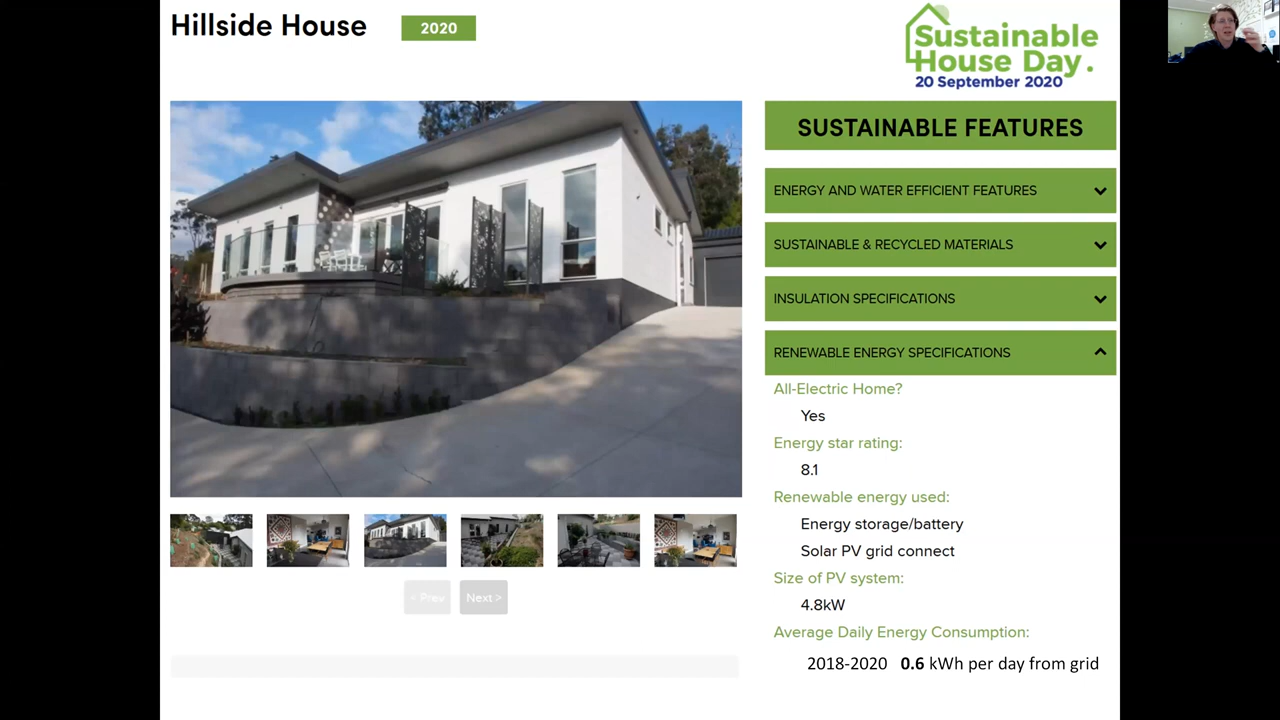 Hillside House
2020
Sustainable
House Day.
20 September 2020
SUSTAINABLE FEATURES
ENERGY AND WATER EFFICIENT FEATURES
SUSTAINABLE & RECYCLED MATERIALS
INSULATION SPECIFICATIONS
RENEWABLE ENERGY SPECIFICATIONS
All-Electric Home?
Yes
Energy star rating:
8.1
Renewable energy used:
Energy storage/battery
Solar PV grid connect
Size of PV system:
4.8kW
Average Daily Energy Consumption:
2018-2020 0.6 kWh per day from grid
< Prev
Next >